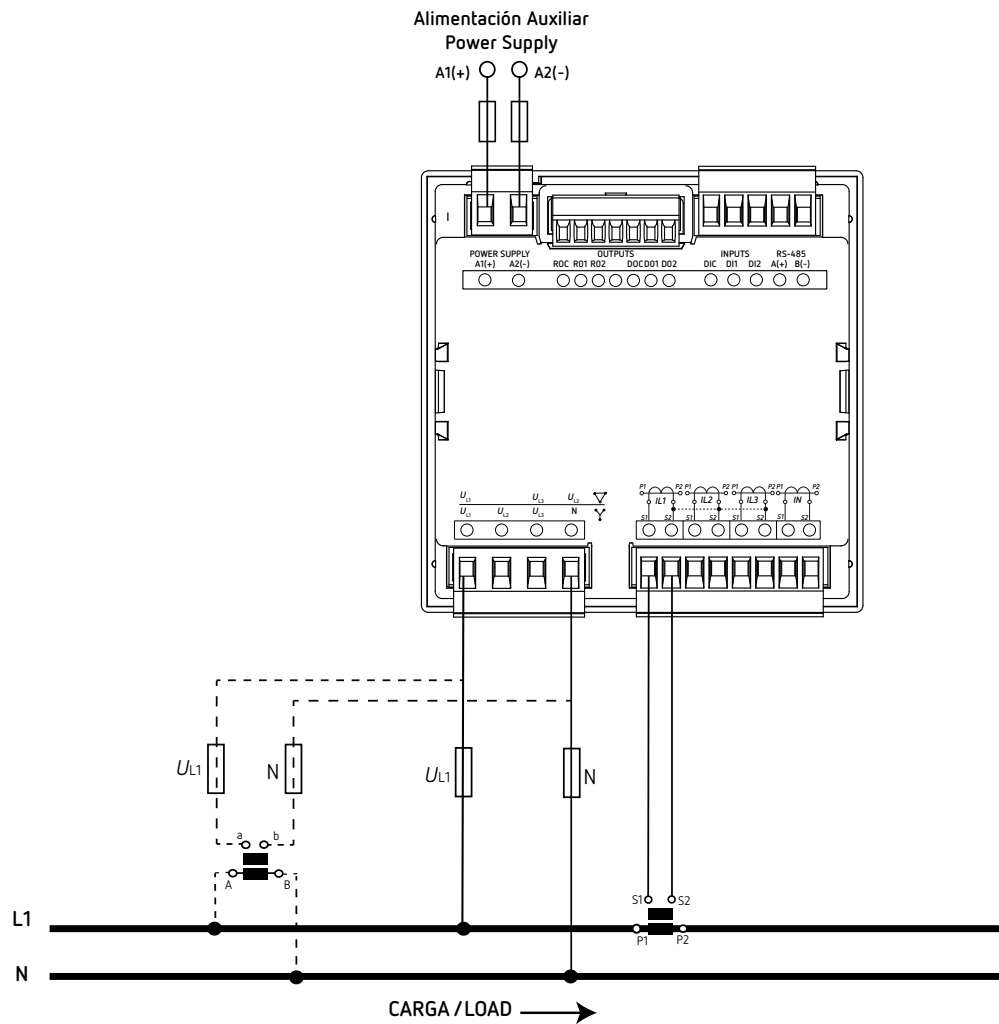 Alimentación Auxiliar
Power Supply
A1(+) A2(-)
I
POWER SUPPLY OUTPUTS INPUTS RS-485
A1(+) A2(-) ROC RO1 RO2 DOC DO1 DO2 DIC DI1 DI2 A(+) B(-)
P1 P2 P1 P2 P1 P2 P1 P2
IL1 IL2 IL3 IN
UL1 UL3 UL2
UL1 UL2 UL3 N
S1 S2 S1 S2 S1 S2 S1 S2
UL1 N UL1 N
a b
A B
S1 S2
P1 P2
L1
N
CARGA / LOAD